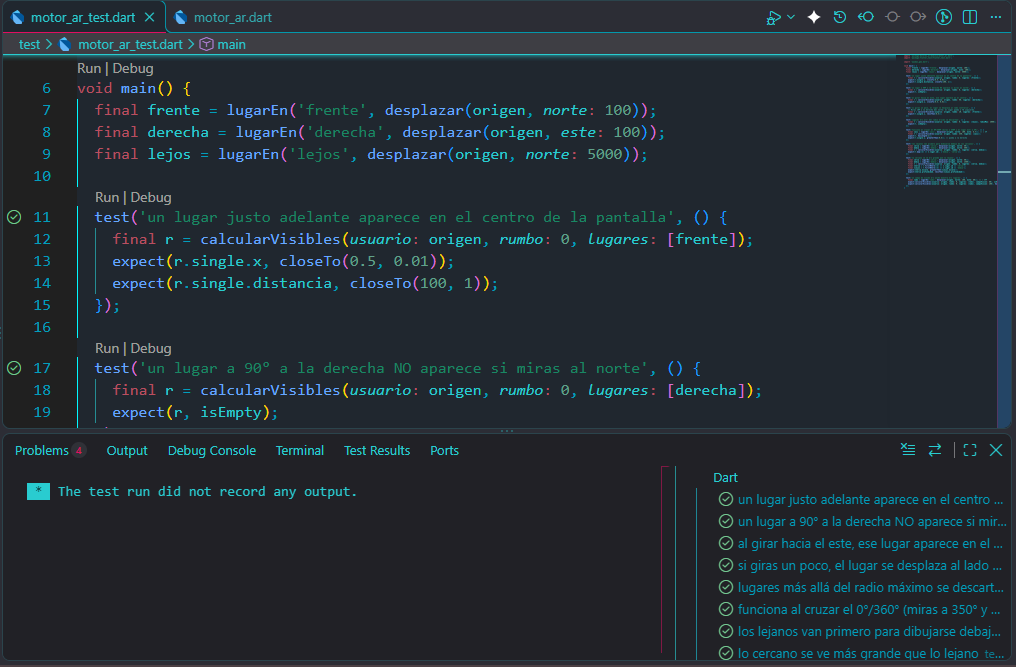 motor_ar_test.dart
motor_ar.dart
test > motor_ar_test.dart > main
Run | Debug
6 void main() {
7 final frente = lugarEn('frente', desplazar(origen, norte: 100));
8 final derecha = lugarEn('derecha', desplazar(origen, este: 100));
9 final lejos = lugarEn('lejos', desplazar(origen, norte: 5000));
10
Run | Debug
11 test('un lugar justo adelante aparece en el centro de la pantalla', () {
12 final r = calcularVisibles(usuario: origen, rumbo: 0, lugares: [frente]);
13 expect(r.single.x, closeTo(0.5, 0.01));
14 expect(r.single.distancia, closeTo(100, 1));
15 });
16
Run | Debug
17 test('un lugar a 90° a la derecha NO aparece si miras al norte', () {
18 final r = calcularVisibles(usuario: origen, rumbo: 0, lugares: [derecha]);
19 expect(r, isEmpty);
Problems 4 Output Debug Console Terminal Test Results Ports
* The test run did not record any output.
Dart
un lugar justo adelante aparece en el centro ...
un lugar a 90° a la derecha NO aparece si mir...
al girar hacia el este, ese lugar aparece en el ...
si giras un poco, el lugar se desplaza al lado ...
lugares más allá del radio máximo se descart...
funciona al cruzar el 0°/360° (miras a 350° y ...
los lejanos van primero para dibujarse debaj...
lo cercano se ve más grande que lo lejano te...